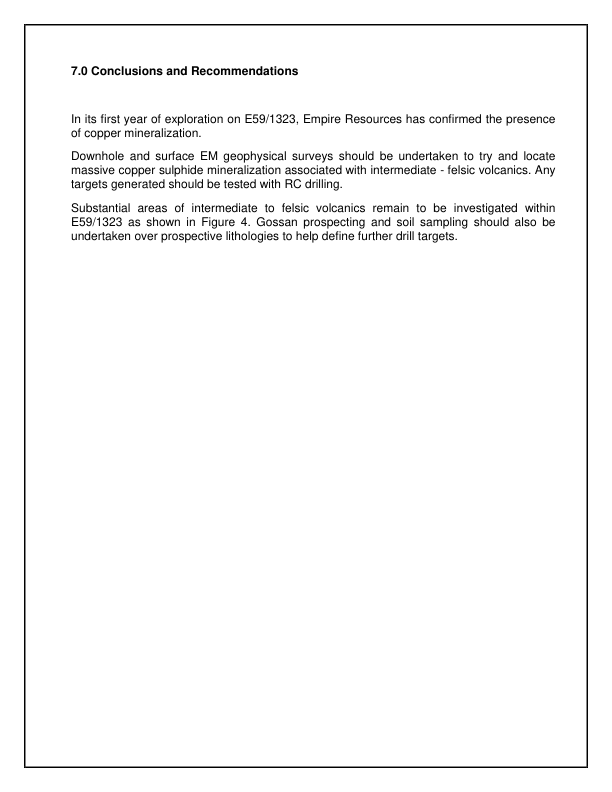 7.0 Conclusions and Recommendations
In its first year of exploration on E59/1323, Empire Resources has confirmed the presence
of copper mineralization.
Downhole and surface EM geophysical surveys should be undertaken to try and locate
massive copper sulphide mineralization associated with intermediate - felsic volcanics. Any
targets generated should be tested with RC drilling.
Substantial areas of intermediate to felsic volcanics remain to be investigated within
E59/1323 as shown in Figure 4. Gossan prospecting and soil sampling should also be
undertaken over prospective lithologies to help define further drill targets.